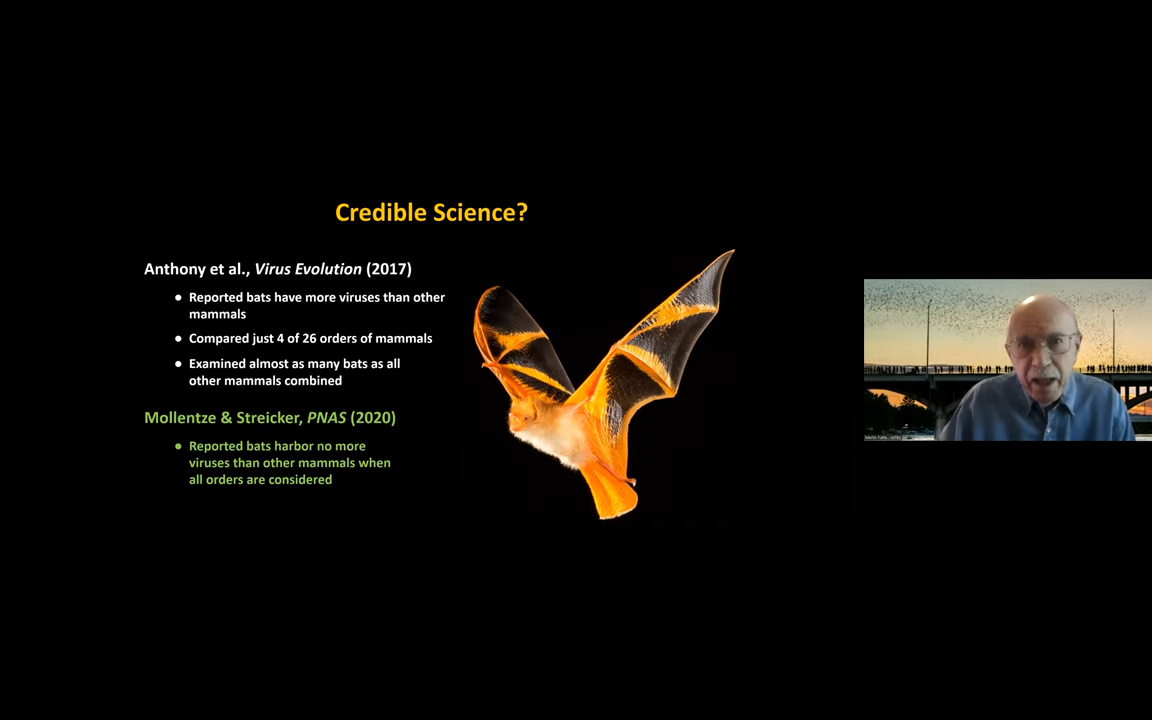 Credible Science?
Anthony et al., Virus Evolution (2017)
● Reported bats have more viruses than other
mammals
● Compared just 4 of 26 orders of mammals
● Examined almost as many bats as all
other mammals combined
Mollentze & Streicker, PNAS (2020)
● Reported bats harbor no more
viruses than other mammals when
all orders are considered